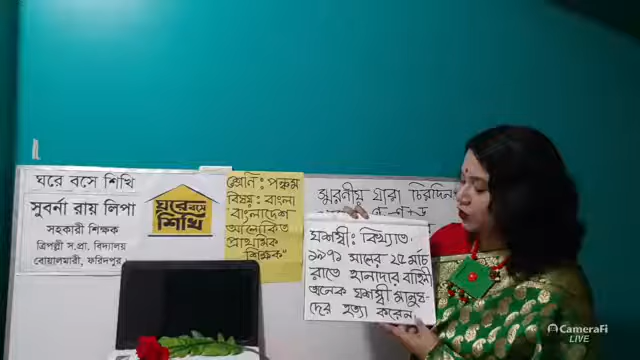 ঘরে বসে শিখি
সুবর্না রায় লিপা
সহকারী শিক্ষক
ত্রিপল্লী স.প্রা. বিদ্যালয়
বোয়ালমারী, ফরিদপুর
ঘরে বসে
শিখি
শ্রেণি : পঞ্চম
বিষয় : বাংলা
"বাংলাদেশ
আলোকিত
প্রাথমিক
শিক্ষক"
স্মরণীয় যারা চিরদিন
যশস্বী : বিখ্যাত
১৯৭১ সালের ২৫ মার্চ
রাতে হানাদার বাহিনী
অনেক যশস্বী মানুষ-
দের হত্যা করেন
CameraFi
LIVE